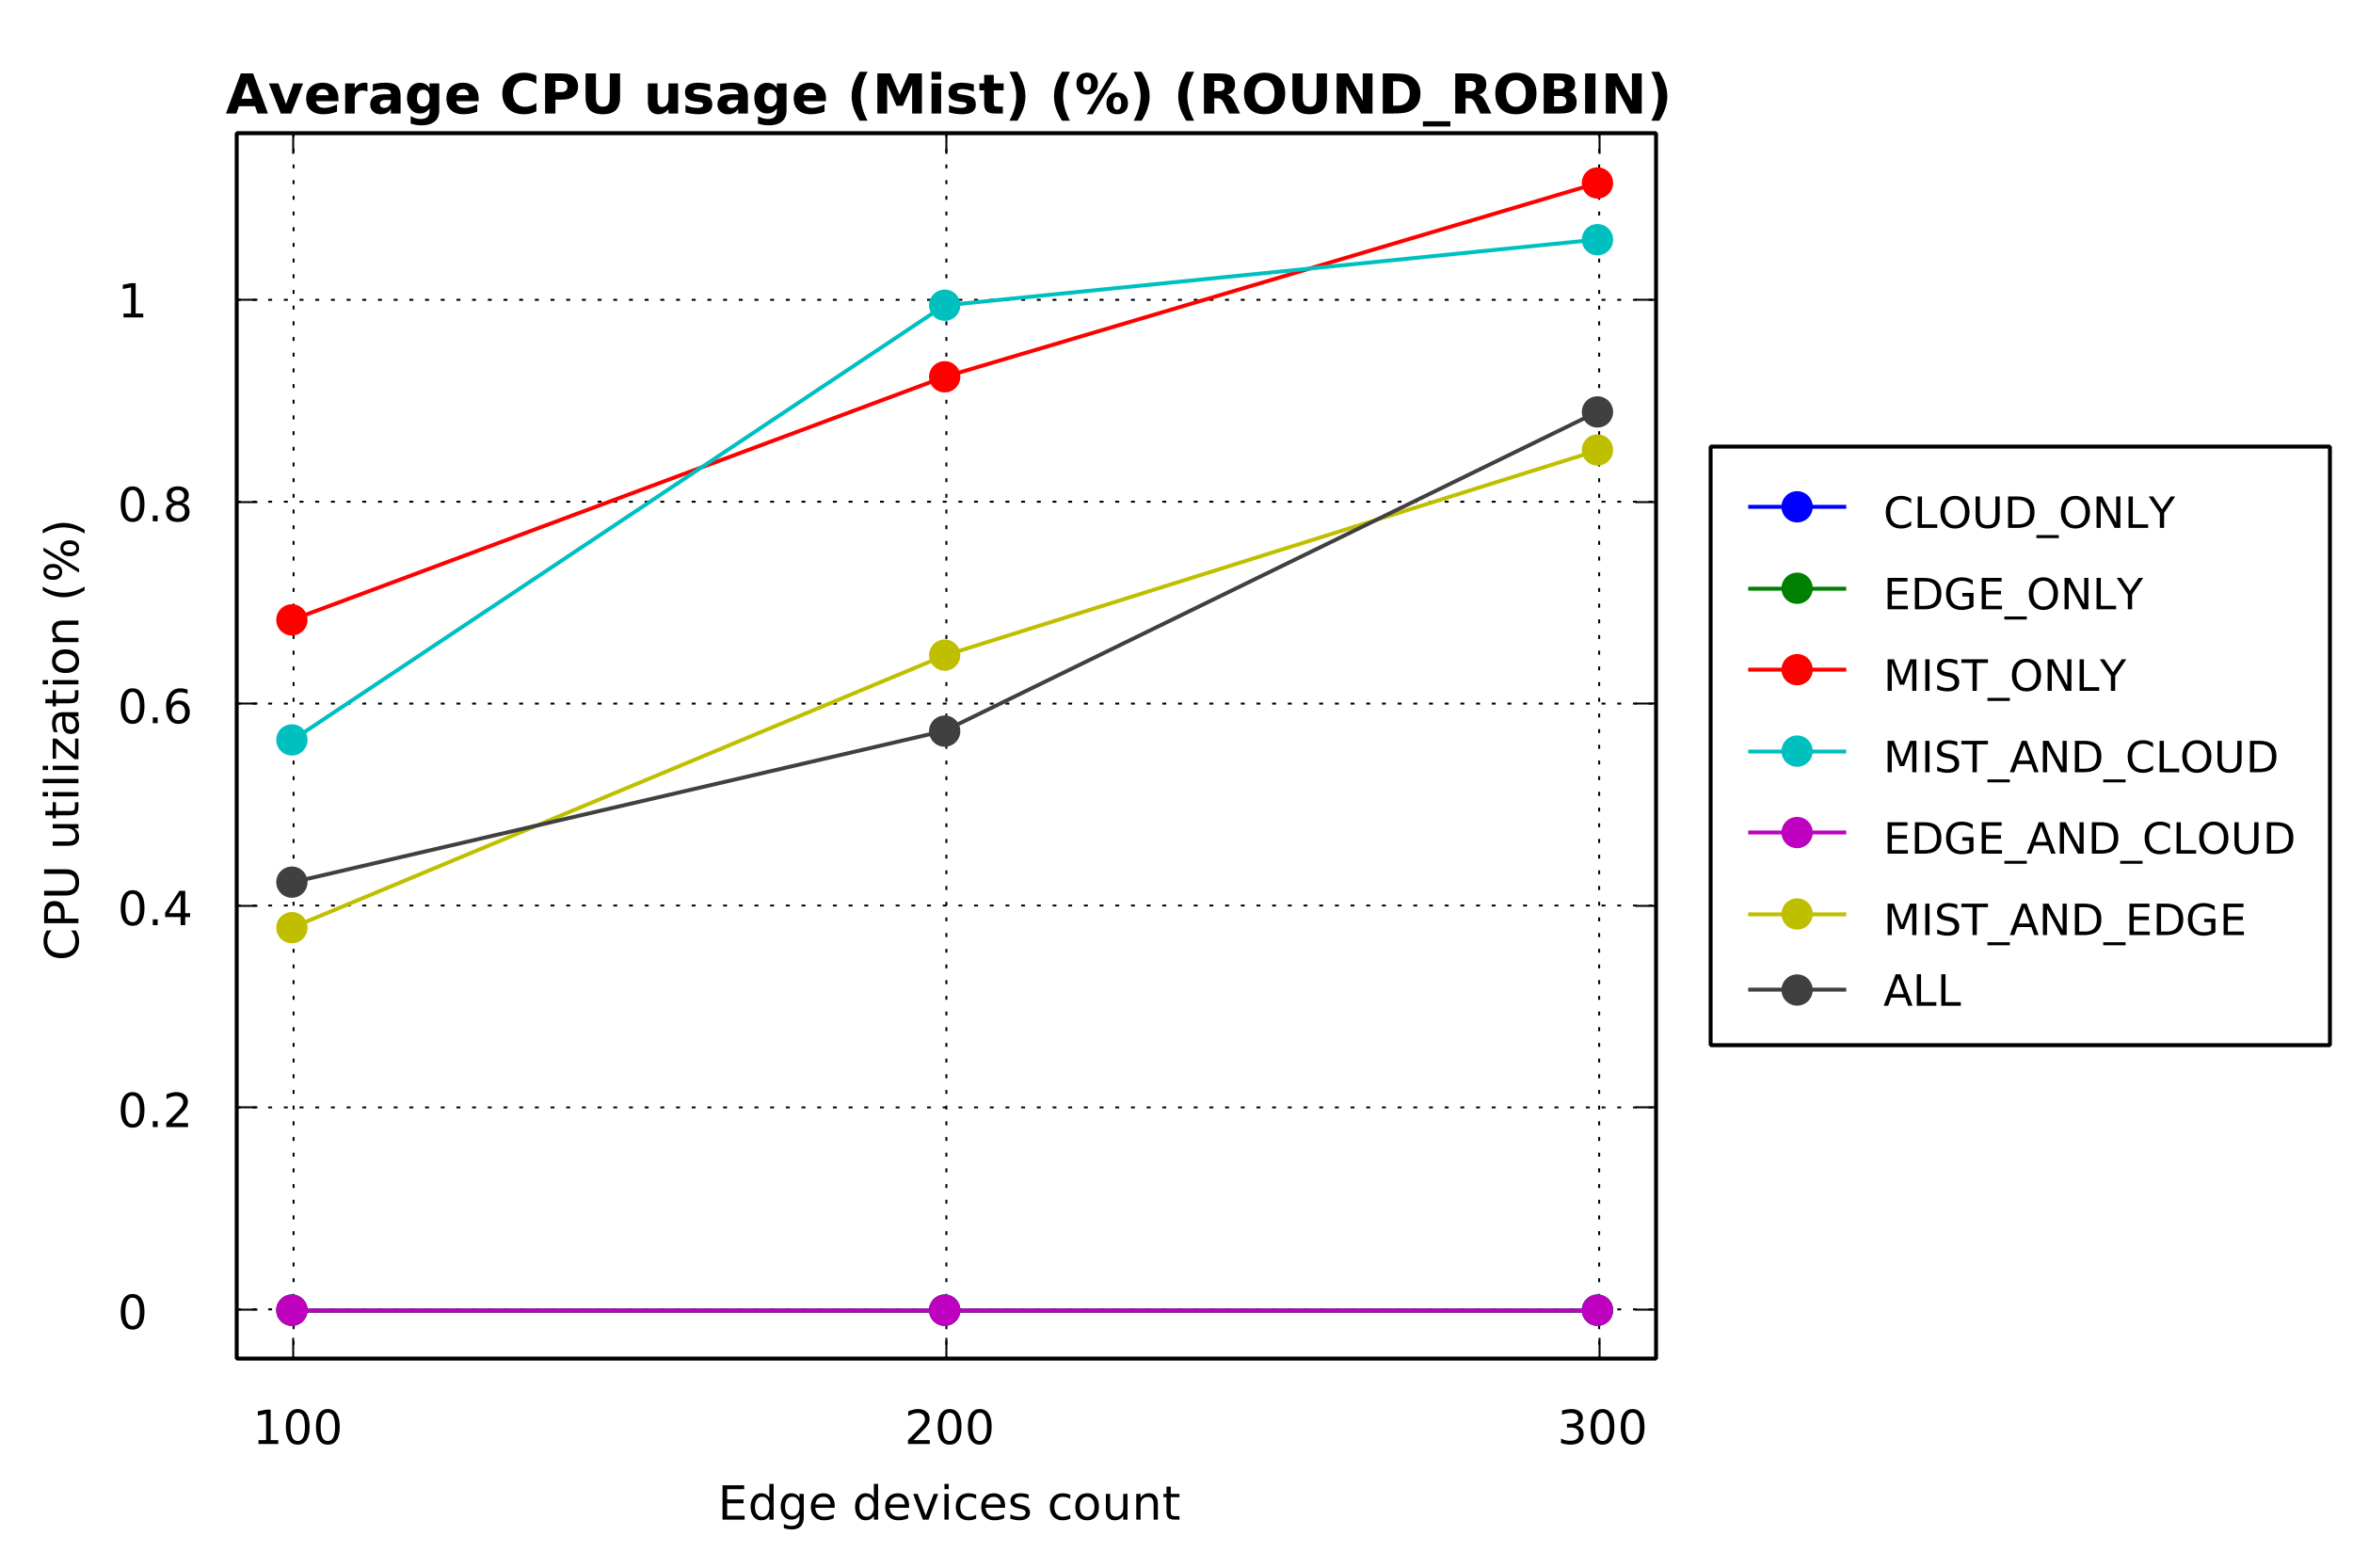 Average CPU usage (Mist) (%) (ROUND_ROBIN)
CPU utilization (%)
1
0.8
0.6
0.4
0.2
0
100 200 300
Edge devices count
CLOUD_ONLY
EDGE_ONLY
MIST_ONLY
MIST_AND_CLOUD
EDGE_AND_CLOUD
MIST_AND_EDGE
ALL